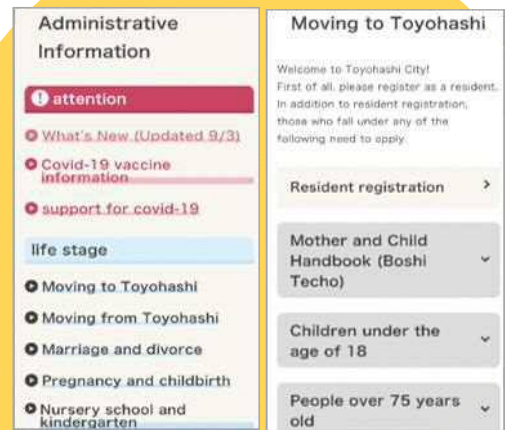 Administrative
Information
! attention
What's New (Updated 9/3)
Covid-19 vaccine
information
support for covid-19
life stage
Moving to Toyohashi
Moving from Toyohashi
Marriage and divorce
Pregnancy and childbirth
Nursery school and
kindergarten
Moving to Toyohashi
Welcome to Toyohashi City!
First of all, please register as a resident.
In addition to resident registration,
those who fall under any of the
following need to apply.
Resident registration
Mother and Child
Handbook (Boshi
Techo)
Children under the
age of 18
People over 75 years
old